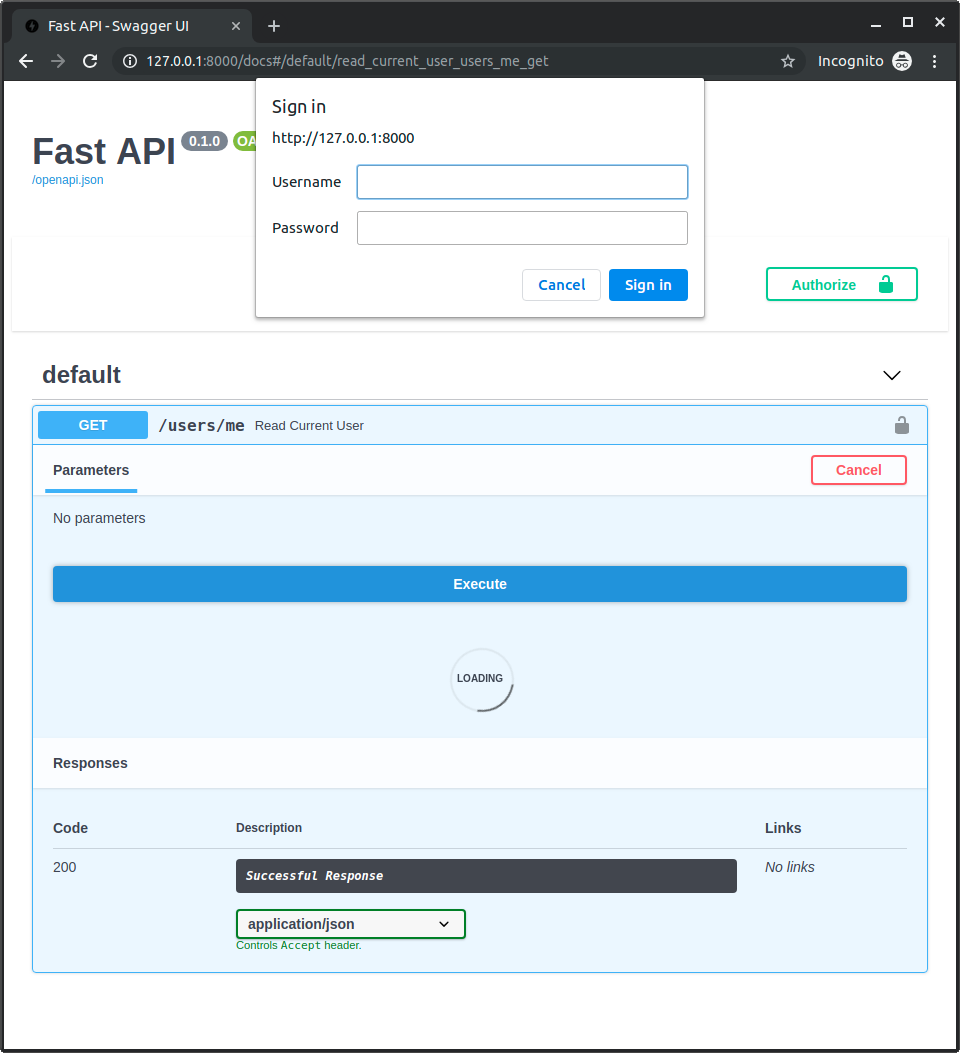 Fast API - Swagger UI
127.0.0.1:8000/docs#/default/read_current_user_users_me_get
Incognito
Sign in
http://127.0.0.1:8000
Username
Password
Cancel
Sign in
Fast API 0.1.0 OA
/openapi.json
Authorize
default
GET /users/me Read Current User
Parameters
Cancel
No parameters
Execute
LOADING
Responses
Code Description Links
200 Successful Response No links
application/json
Controls Accept header.